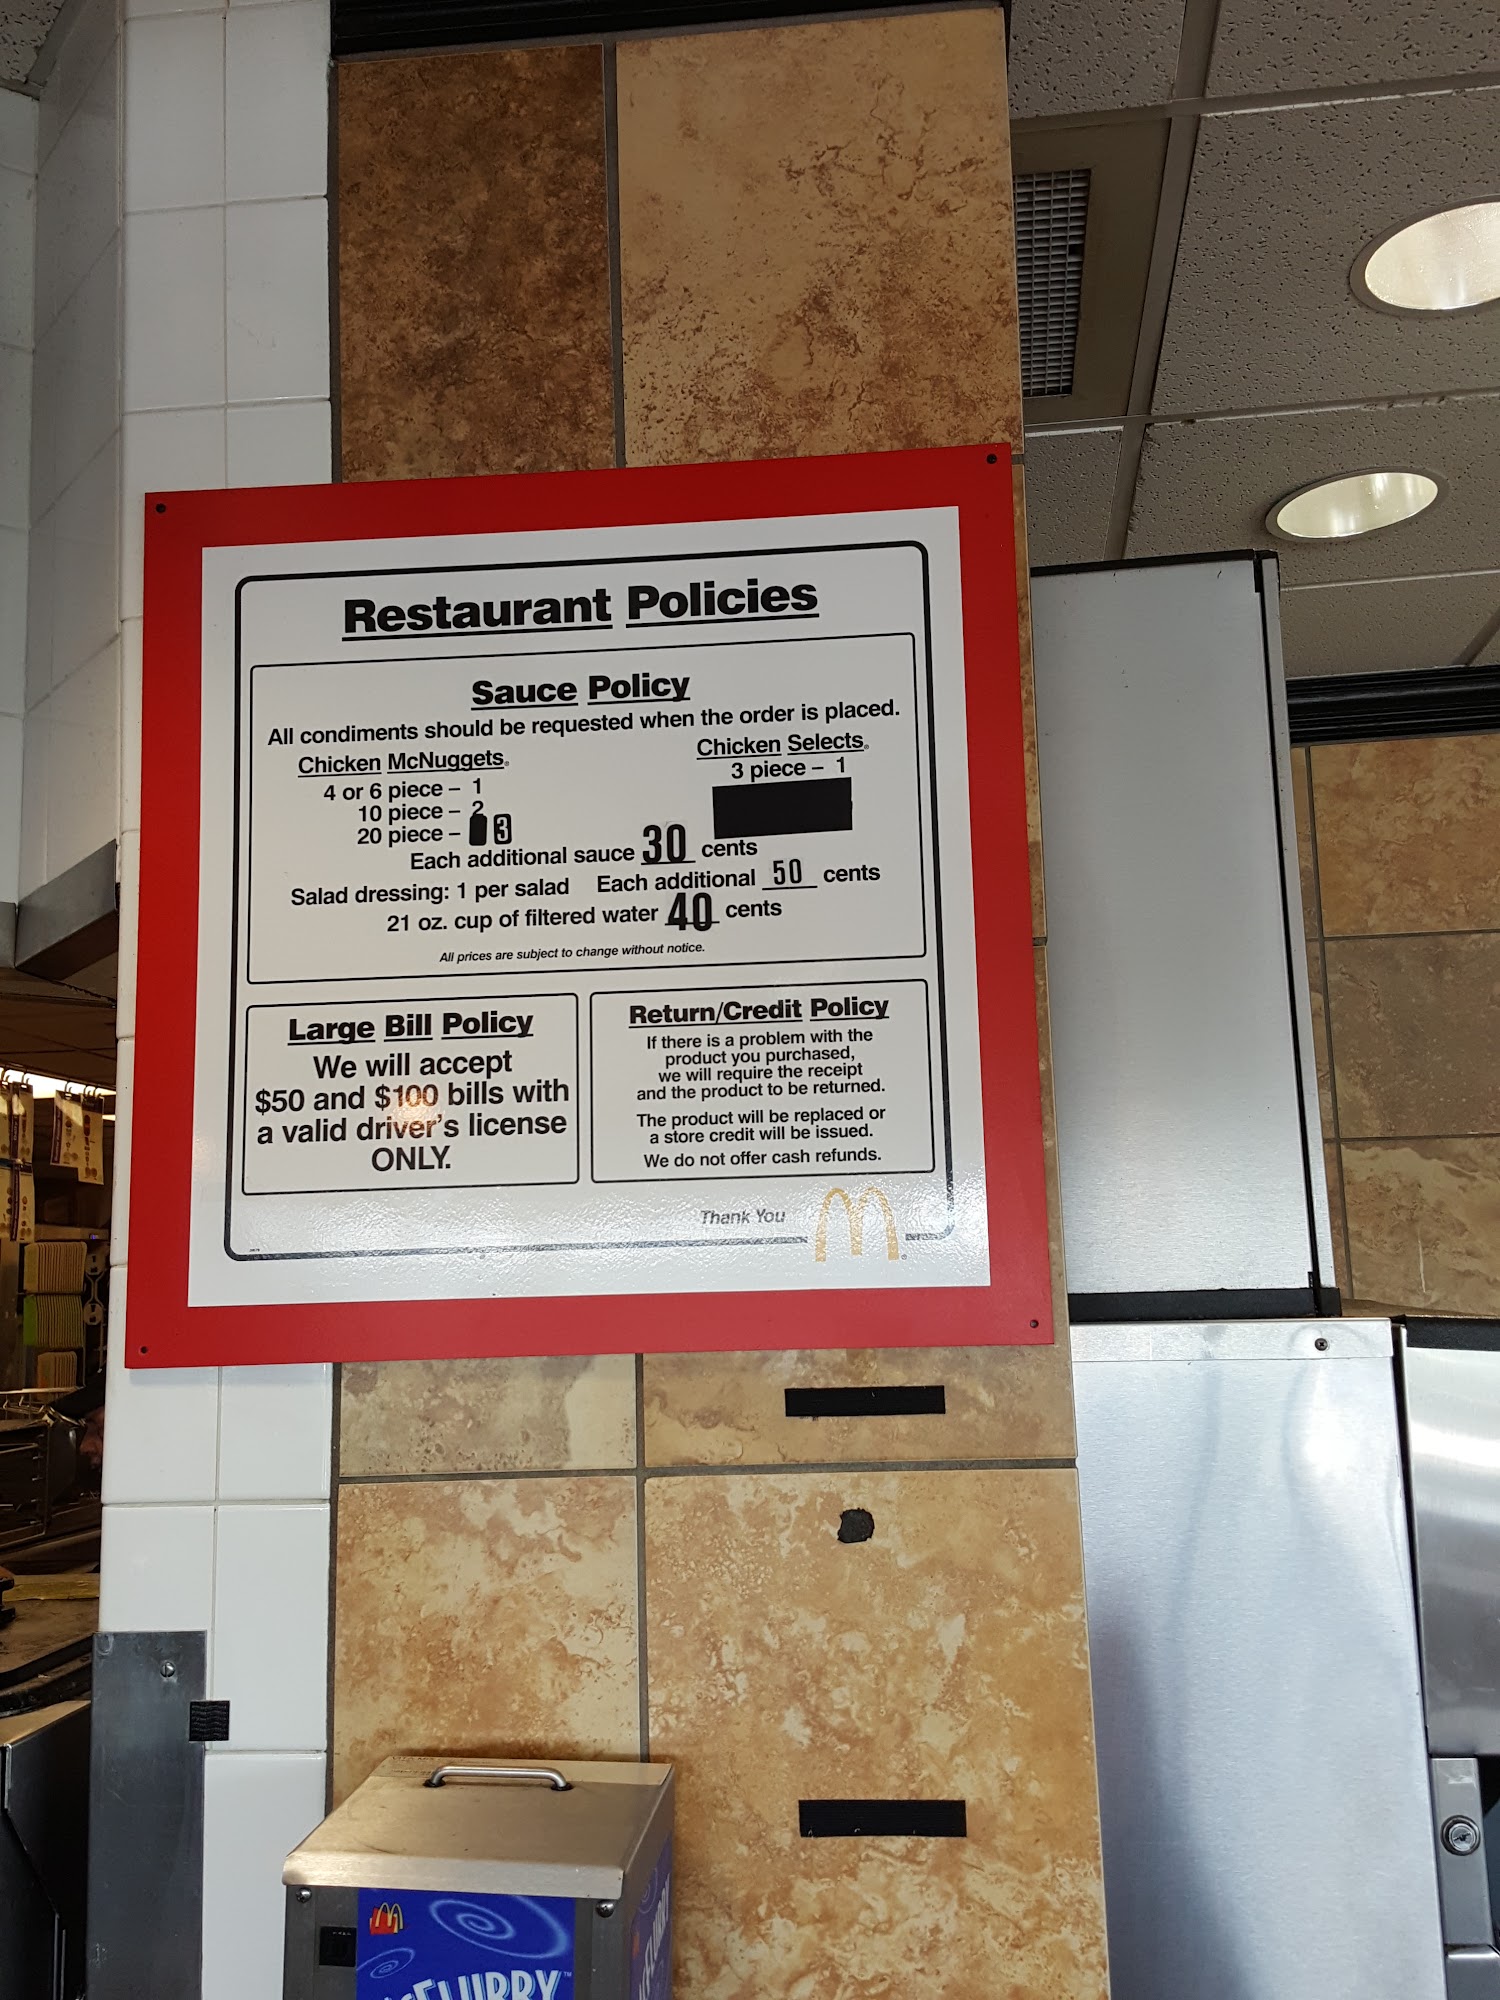 Restaurant Policies
Sauce Policy
All condiments should be requested when the order is placed.
Chicken McNuggets®
4 or 6 piece – 1
10 piece – 2
20 piece – 3
Chicken Selects®
3 piece – 1
Each additional sauce 30 cents
Salad dressing: 1 per salad Each additional 50 cents
21 oz. cup of filtered water 40 cents
All prices are subject to change without notice.
Large Bill Policy
We will accept
$50 and $100 bills with
a valid driver's license
ONLY.
Return/Credit Policy
If there is a problem with the
product you purchased,
we will require the receipt
and the product to be returned.
The product will be replaced or
a store credit will be issued.
We do not offer cash refunds.
Thank You